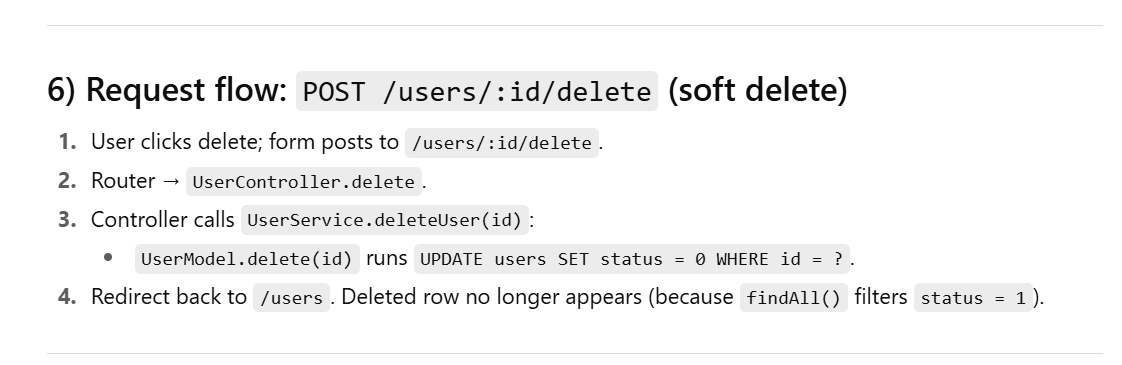 6) Request flow: POST /users/:id/delete (soft delete)
1. User clicks delete; form posts to /users/:id/delete.
2. Router → UserController.delete.
3. Controller calls UserService.deleteUser(id):
• UserModel.delete(id) runs UPDATE users SET status = 0 WHERE id = ?.
4. Redirect back to /users. Deleted row no longer appears (because findAll() filters status = 1).